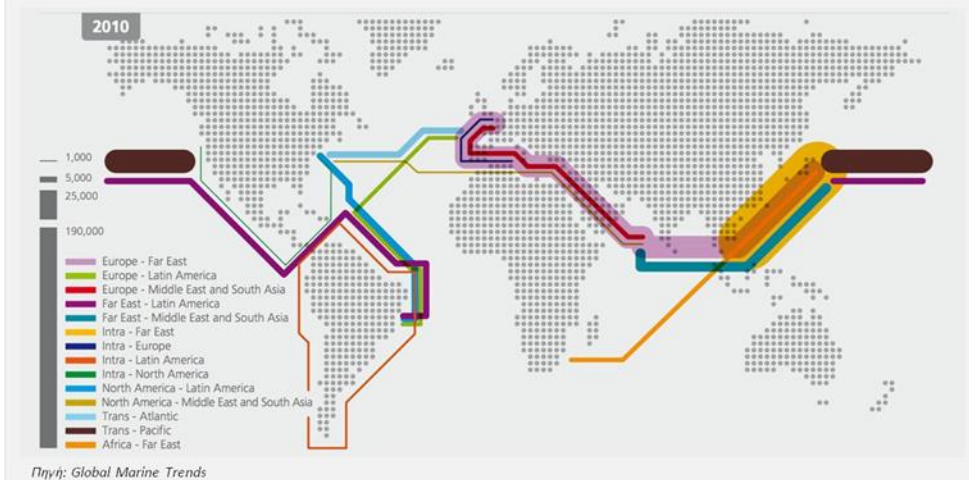 2010
1,000
5,000
25,000
190,000
Europe - Far East
Europe - Latin America
Europe - Middle East and South Asia
Far East - Latin America
Far East - Middle East and South Asia
Intra - Far East
Intra - Europe
Intra - Latin America
Intra - North America
North America - Latin America
North America - Middle East and South Asia
Trans - Atlantic
Trans - Pacific
Africa - Far East
Πηγή: Global Marine Trends